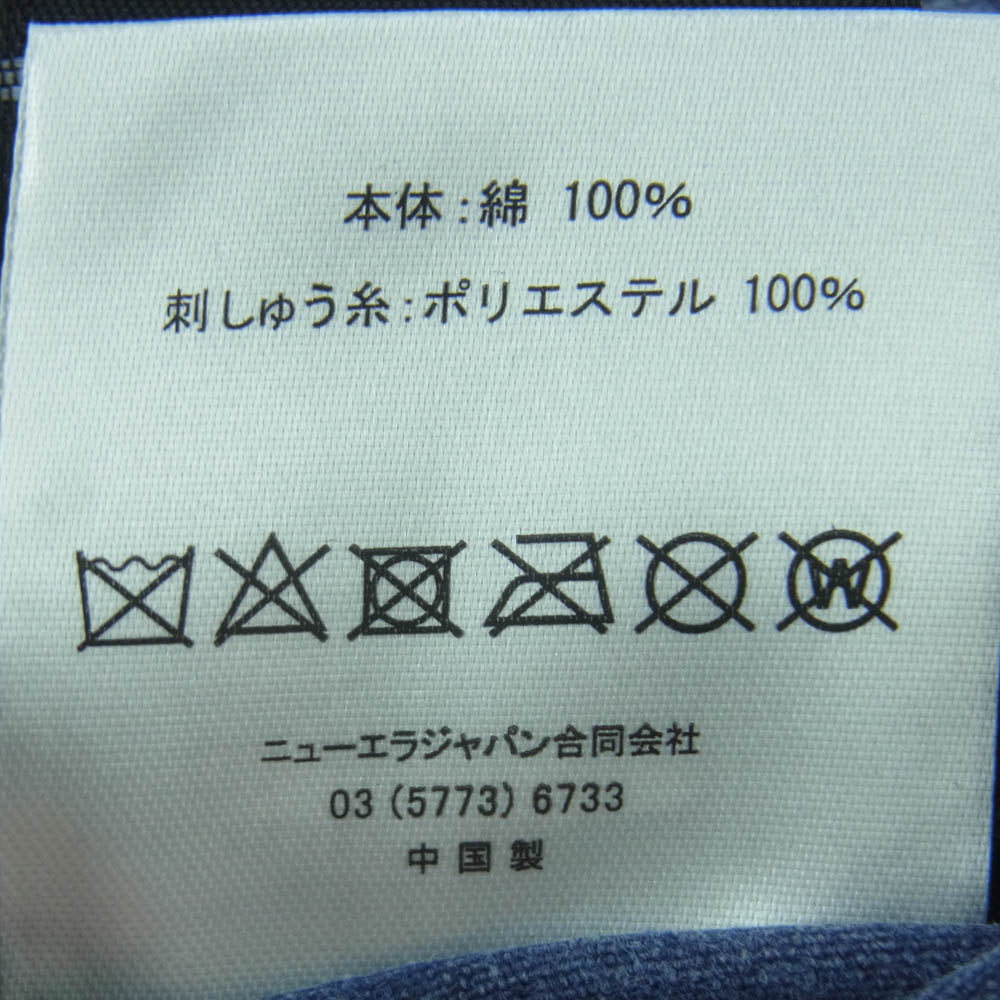 本体:綿 100%
刺しゅう糸:ポリエステル 100%
W
ニューエラジャパン合同会社
03 (5773) 6733
中国製